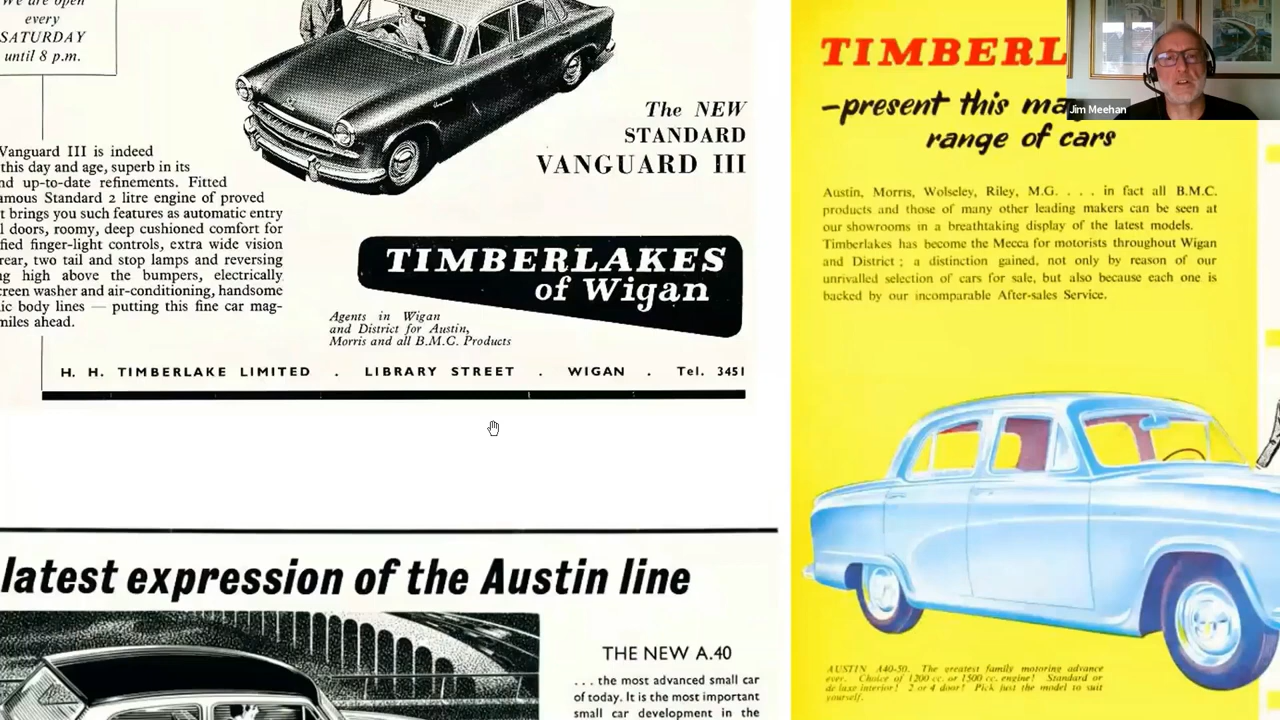 We are open
every
SATURDAY
until 8 p.m.
Vanguard III is indeed
this day and age, superb in its
up-to-date refinements. Fitted
Standard 2 litre engine of proved
brings you such features as automatic entry
doors, roomy, deep cushioned comfort for
finger-light controls, extra wide vision
rear, two tail and stop lamps and reversing
high above the bumpers, electrically
washer and air-conditioning, handsome
body lines — putting this fine car mag-
miles ahead.
The NEW
STANDARD
VANGUARD III
TIMBERLAKES
of Wigan
Agents in Wigan
and District for Austin,
Morris and all B.M.C. Products
H. H. TIMBERLAKE LIMITED . LIBRARY STREET . WIGAN . Tel. 3451
latest expression of the Austin line
THE NEW A.40
. . . the most advanced small car
of today. It is the most important
small car development in the
TIMBERL
–present this ma
range of cars
Austin, Morris, Wolseley, Riley, M.G. . . . . in fact all B.M.C.
products and those of many other leading makers can be seen at
our showrooms in a breathtaking display of the latest models.
Timberlakes has become the Mecca for motorists throughout Wigan
and District ; a distinction gained, not only by reason of our
unrivalled selection of cars for sale, but also because each one is
backed by our incomparable After-sales Service.
AUSTIN A40-50. The greatest family motoring advance
ever. Choice of 1200 cc. or 1500 cc. engine! Standard or
de luxe interior! 2 or 4 door! Pick just the model to suit
yourself.
Jim Meehan